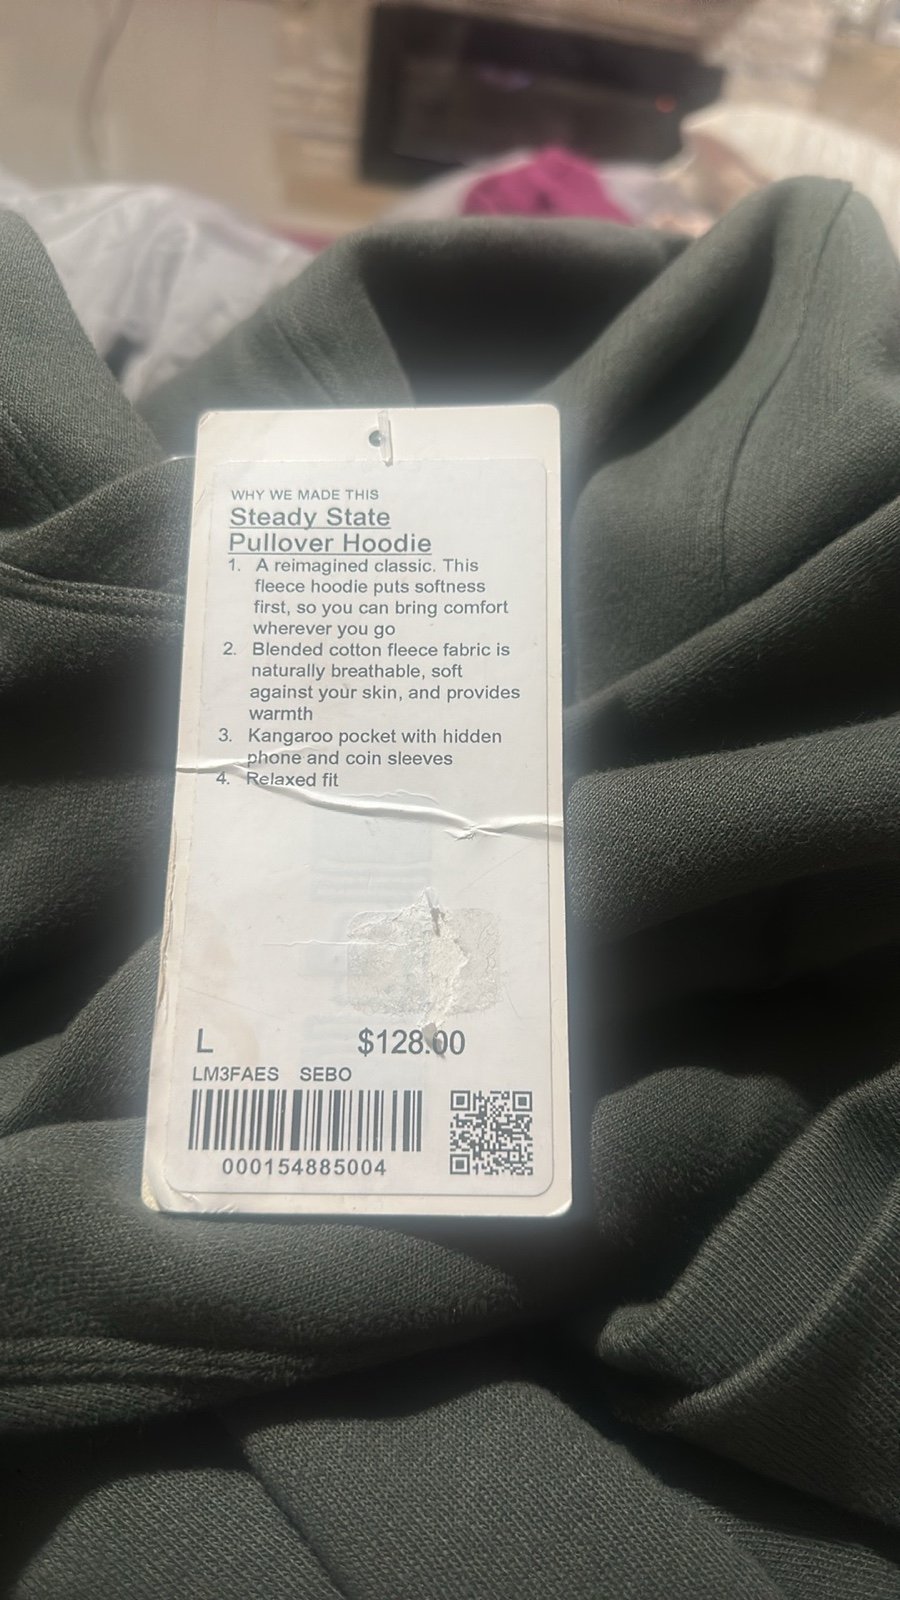 WHY WE MADE THIS
Steady State
Pullover Hoodie
1. A reimagined classic. This
fleece hoodie puts softness
first, so you can bring comfort
wherever you go
2. Blended cotton fleece fabric is
naturally breathable, soft
against your skin, and provides
warmth
3. Kangaroo pocket with hidden
phone and coin sleeves
4. Relaxed fit
L $128.00
LM3FAES SEBO
000154885004